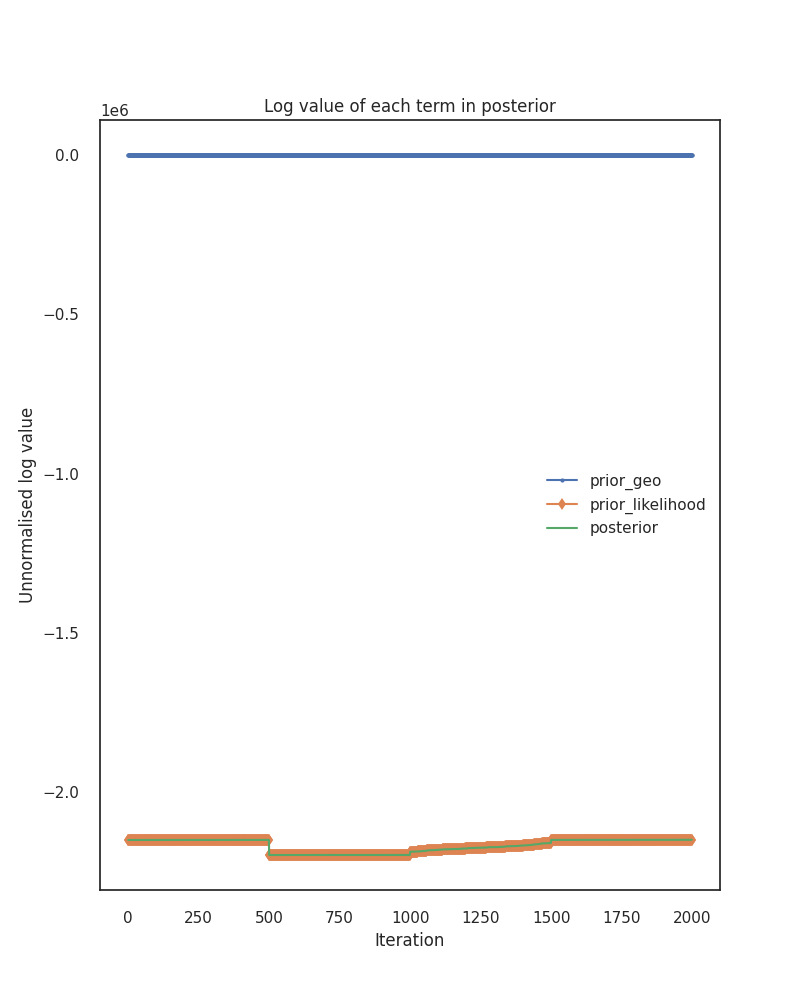 Log value of each term in posterior
1e6
0.0
−0.5
−1.0
−1.5
−2.0
Unnormalised log value
prior_geo
prior_likelihood
posterior
0 250 500 750 1000 1250 1500 1750 2000
Iteration